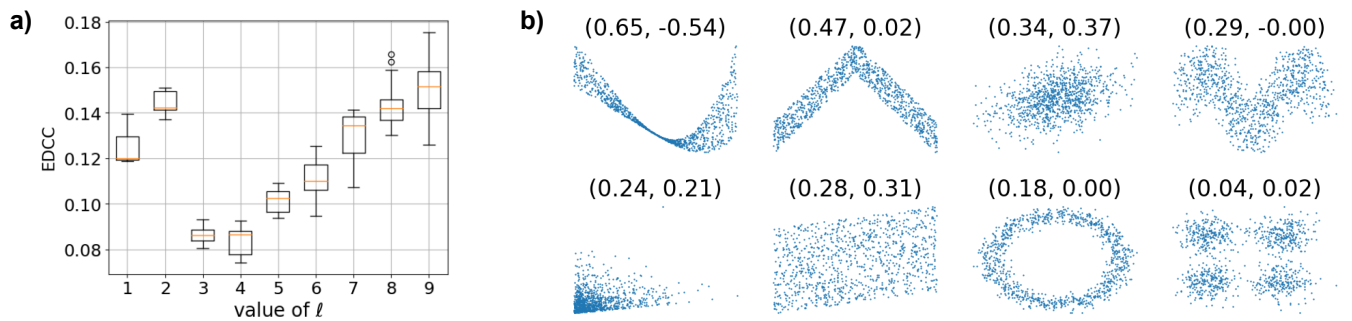 a)
0.18
0.16
0.14
0.12
0.10
0.08
EDCC
1 2 3 4 5 6 7 8 9
value of ℓ
b)
(0.65, -0.54) (0.47, 0.02) (0.34, 0.37) (0.29, -0.00)
(0.24, 0.21) (0.28, 0.31) (0.18, 0.00) (0.04, 0.02)